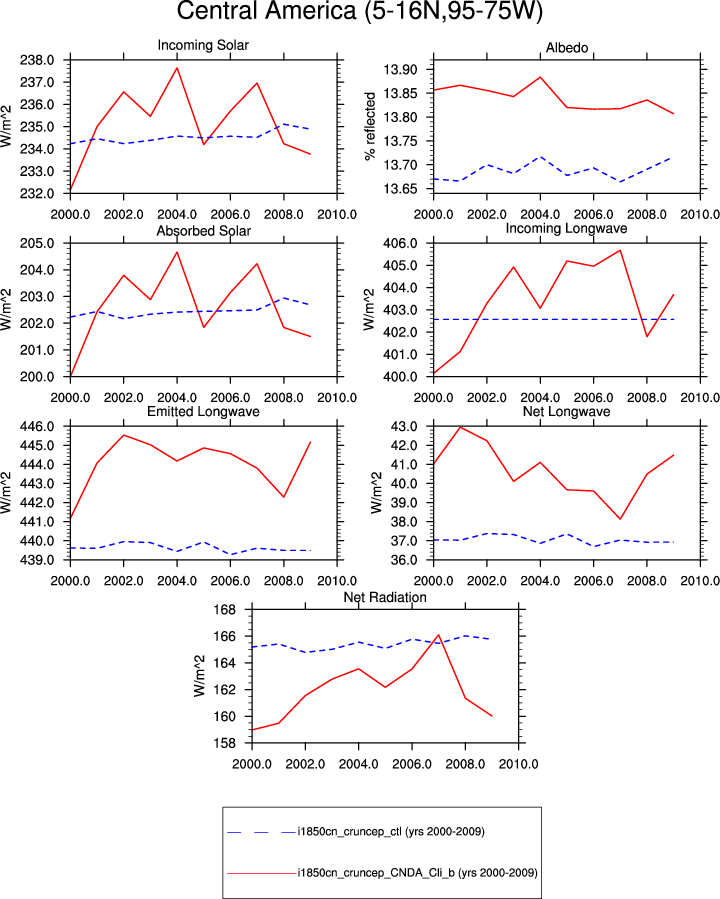 Central America (5-16N,95-75W)
Incoming Solar
W/m^2
238.0
237.0
236.0
235.0
234.0
233.0
232.0
2000.0 2002.0 2004.0 2006.0 2008.0 2010.0
Albedo
% reflected
13.90
13.85
13.80
13.75
13.70
13.65
2000.0 2002.0 2004.0 2006.0 2008.0 2010.0
Absorbed Solar
W/m^2
205.0
204.0
203.0
202.0
201.0
200.0
2000.0 2002.0 2004.0 2006.0 2008.0 2010.0
Incoming Longwave
W/m^2
406.0
405.0
404.0
403.0
402.0
401.0
400.0
2000.0 2002.0 2004.0 2006.0 2008.0 2010.0
Emitted Longwave
W/m^2
446.0
445.0
444.0
443.0
442.0
441.0
440.0
439.0
2000.0 2002.0 2004.0 2006.0 2008.0 2010.0
Net Longwave
W/m^2
43.0
42.0
41.0
40.0
39.0
38.0
37.0
36.0
2000.0 2002.0 2004.0 2006.0 2008.0 2010.0
Net Radiation
W/m^2
168
166
164
162
160
158
2000.0 2002.0 2004.0 2006.0 2008.0 2010.0
i1850cn_cruncep_ctl (yrs 2000-2009)
i1850cn_cruncep_CNDA_Cli_b (yrs 2000-2009)